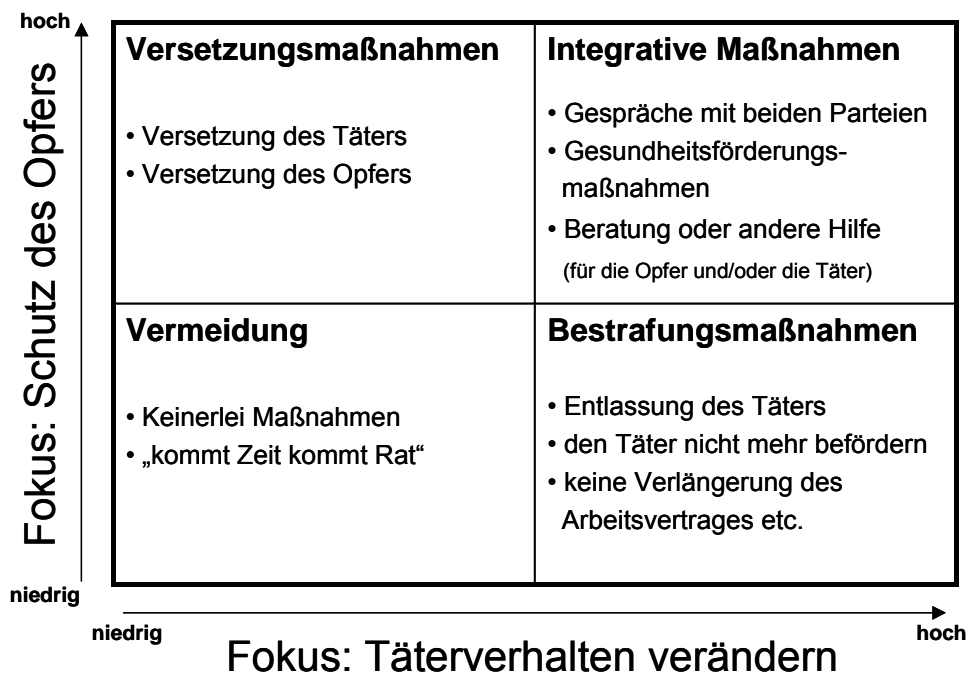 hoch
Fokus: Schutz des Opfers
niedrig
Versetzungsmaßnahmen
• Versetzung des Täters
• Versetzung des Opfers
Integrative Maßnahmen
• Gespräche mit beiden Parteien
• Gesundheitsförderungs-
maßnahmen
• Beratung oder andere Hilfe
(für die Opfer und/oder die Täter)
Vermeidung
• Keinerlei Maßnahmen
• „kommt Zeit kommt Rat“
Bestrafungsmaßnahmen
• Entlassung des Täters
• den Täter nicht mehr befördern
• keine Verlängerung des
Arbeitsvertrages etc.
niedrig
hoch
Fokus: Täterverhalten verändern